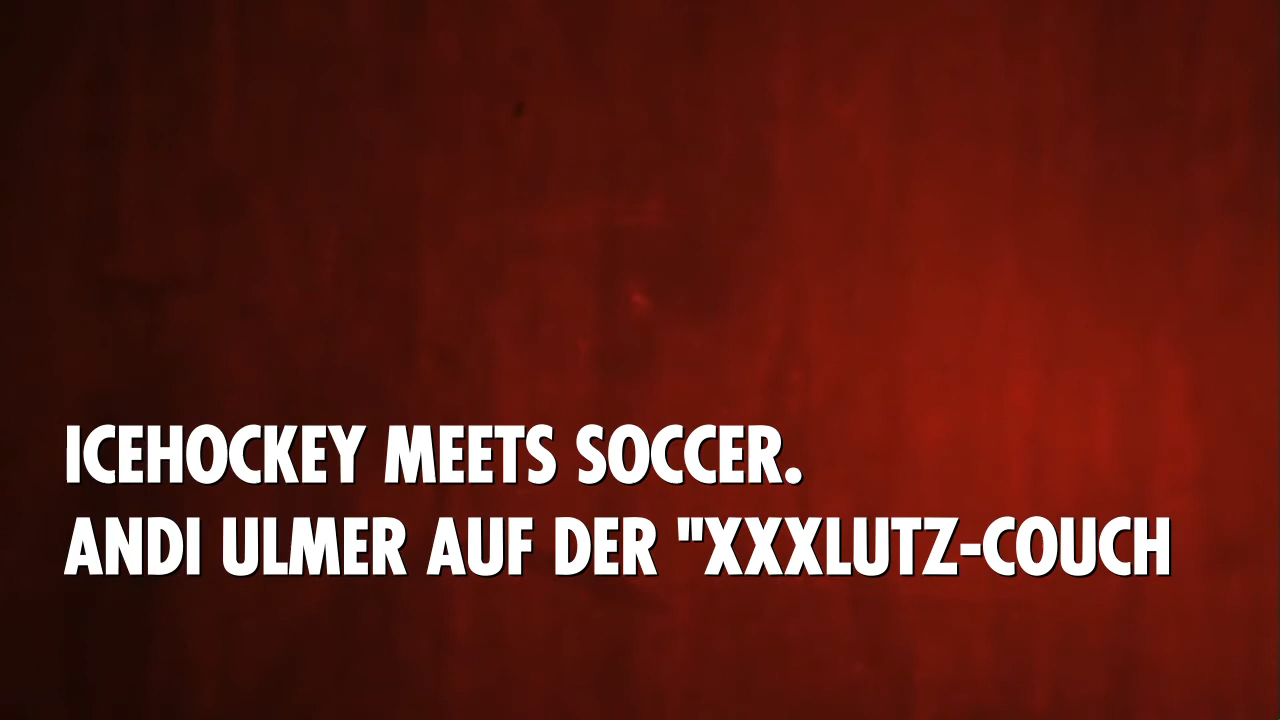 ICEHOCKEY MEETS SOCCER.
ANDI ULMER AUF DER "XXXLUTZ-COUCH